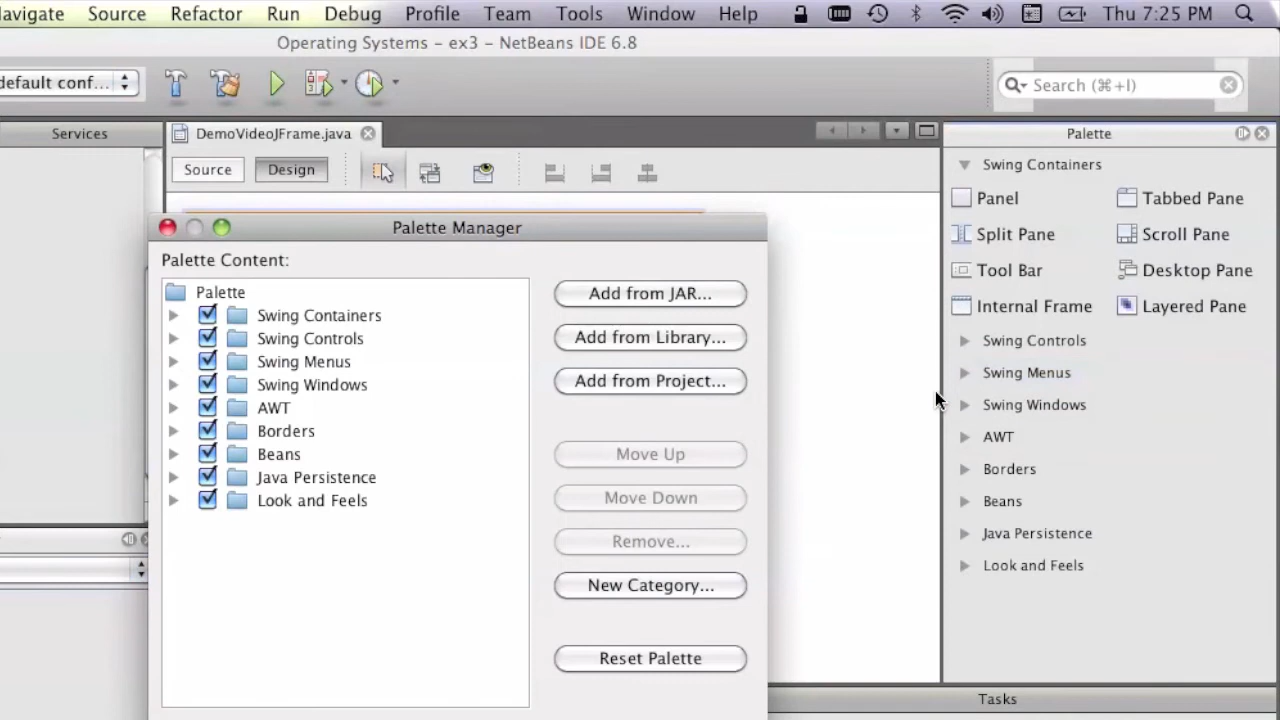 Navigate Source Refactor Run Debug Profile Team Tools Window Help Thu 7:25 PM
Operating Systems – ex3 – NetBeans IDE 6.8
default conf... Search (⌘+I)
Services DemoVideoJFrame.java Palette
Source Design
Swing Containers
Panel Tabbed Pane
Split Pane Scroll Pane
Tool Bar Desktop Pane
Internal Frame Layered Pane
Swing Controls
Swing Menus
Swing Windows
AWT
Borders
Beans
Java Persistence
Look and Feels
Palette Manager
Palette Content:
Palette
Swing Containers
Swing Controls
Swing Menus
Swing Windows
AWT
Borders
Beans
Java Persistence
Look and Feels
Add from JAR...
Add from Library...
Add from Project...
Move Up
Move Down
Remove...
New Category...
Reset Palette
Tasks